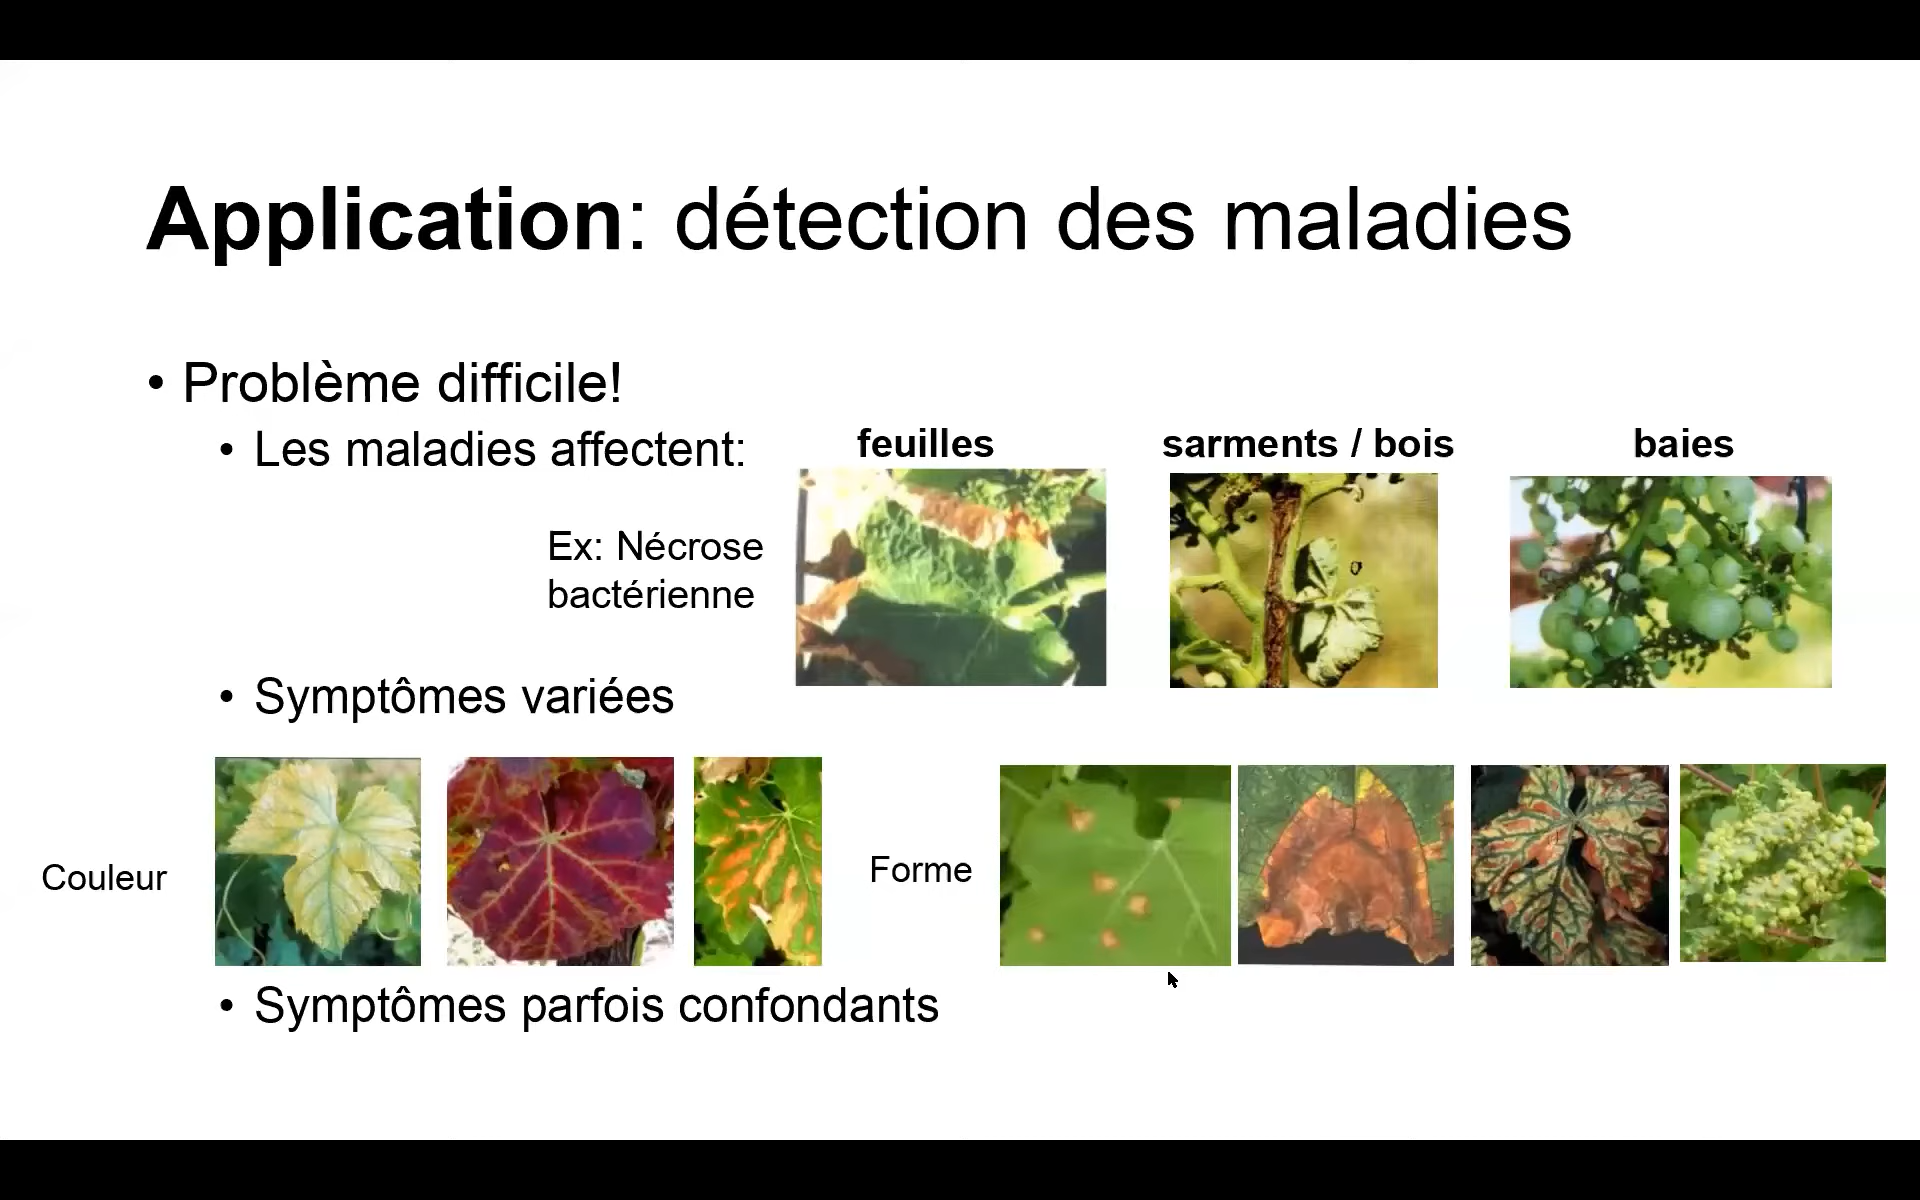 Application: détection des maladies
• Problème difficile!
• Les maladies affectent:
feuilles
sarments / bois
baies
Ex: Nécrose
bactérienne
• Symptômes variées
Couleur
Forme
• Symptômes parfois confondants